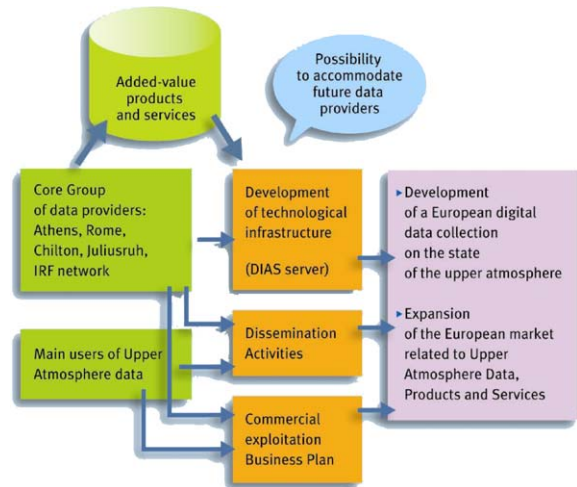 Added-value
products
and services
Possibility
to accommodate
future data
providers
Core Group
of data providers:
Athens, Rome,
Chilton, Juliusruh,
IRF network
Development
of technological
infrastructure
(DIAS server)
▸Development
of a European digital
data collection
on the state
of the upper atmosphere
▸Expansion
of the European market
related to Upper
Atmosphere Data,
Products and Services
Main users of Upper
Atmosphere data
Dissemination
Activities
Commercial
exploitation
Business Plan